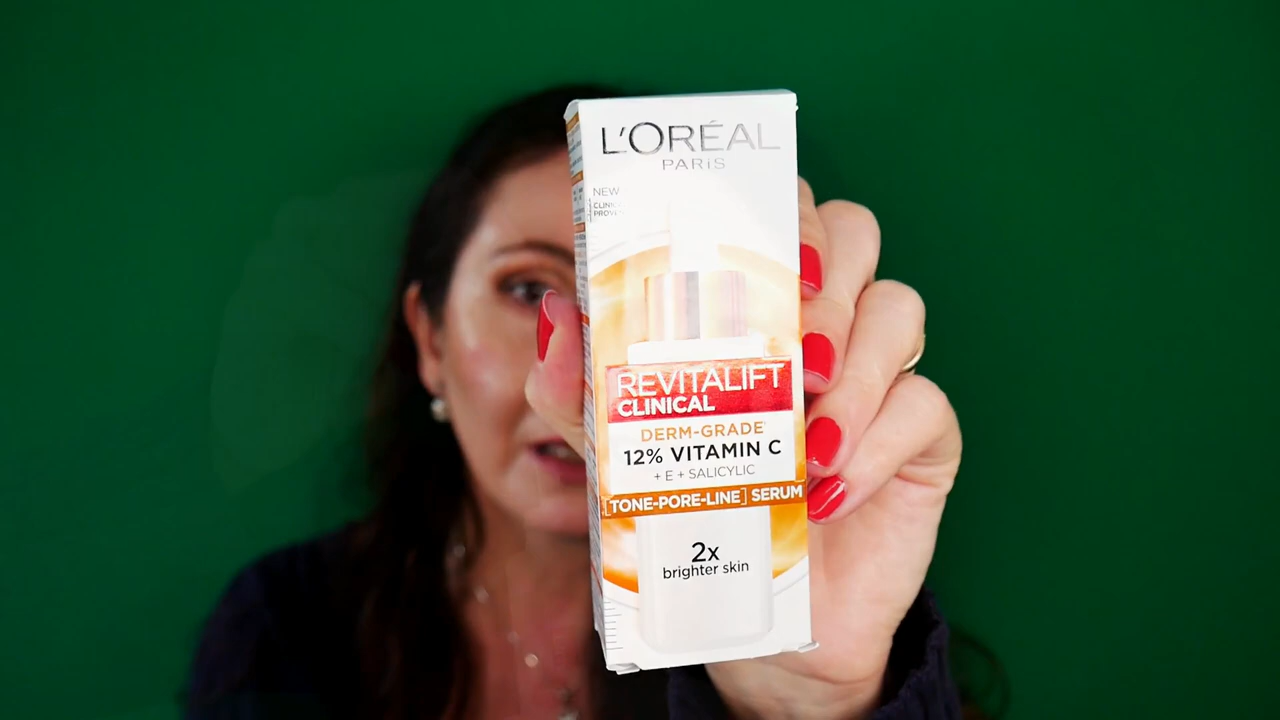 L'ORÉAL
PARIS
NEW
REVITALIFT
CLINICAL
DERM-GRADE
12% VITAMIN C
+ E + SALICYLIC
[TONE-PORE-LINE] SERUM
2x
brighter skin